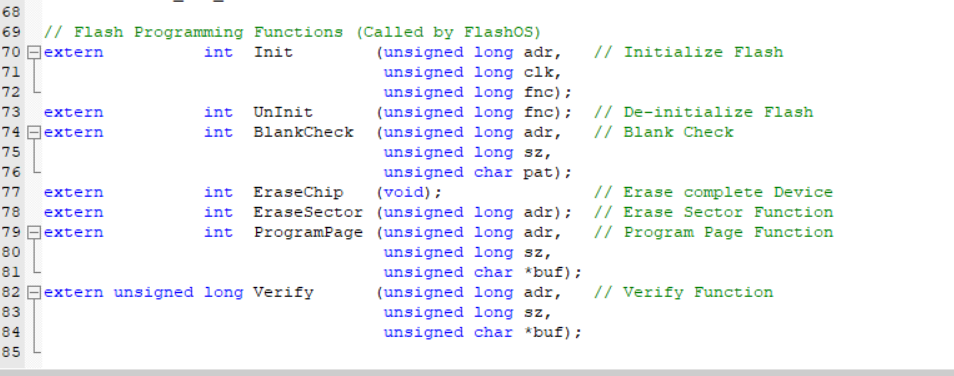 68
69 // Flash Programming Functions (Called by FlashOS)
70 extern int Init (unsigned long adr, // Initialize Flash
71 unsigned long clk,
72 unsigned long fnc);
73 extern int UnInit (unsigned long fnc); // De-initialize Flash
74 extern int BlankCheck (unsigned long adr, // Blank Check
75 unsigned long sz,
76 unsigned char pat);
77 extern int EraseChip (void); // Erase complete Device
78 extern int EraseSector (unsigned long adr); // Erase Sector Function
79 extern int ProgramPage (unsigned long adr, // Program Page Function
80 unsigned long sz,
81 unsigned char *buf);
82 extern unsigned long Verify (unsigned long adr, // Verify Function
83 unsigned long sz,
84 unsigned char *buf);
85